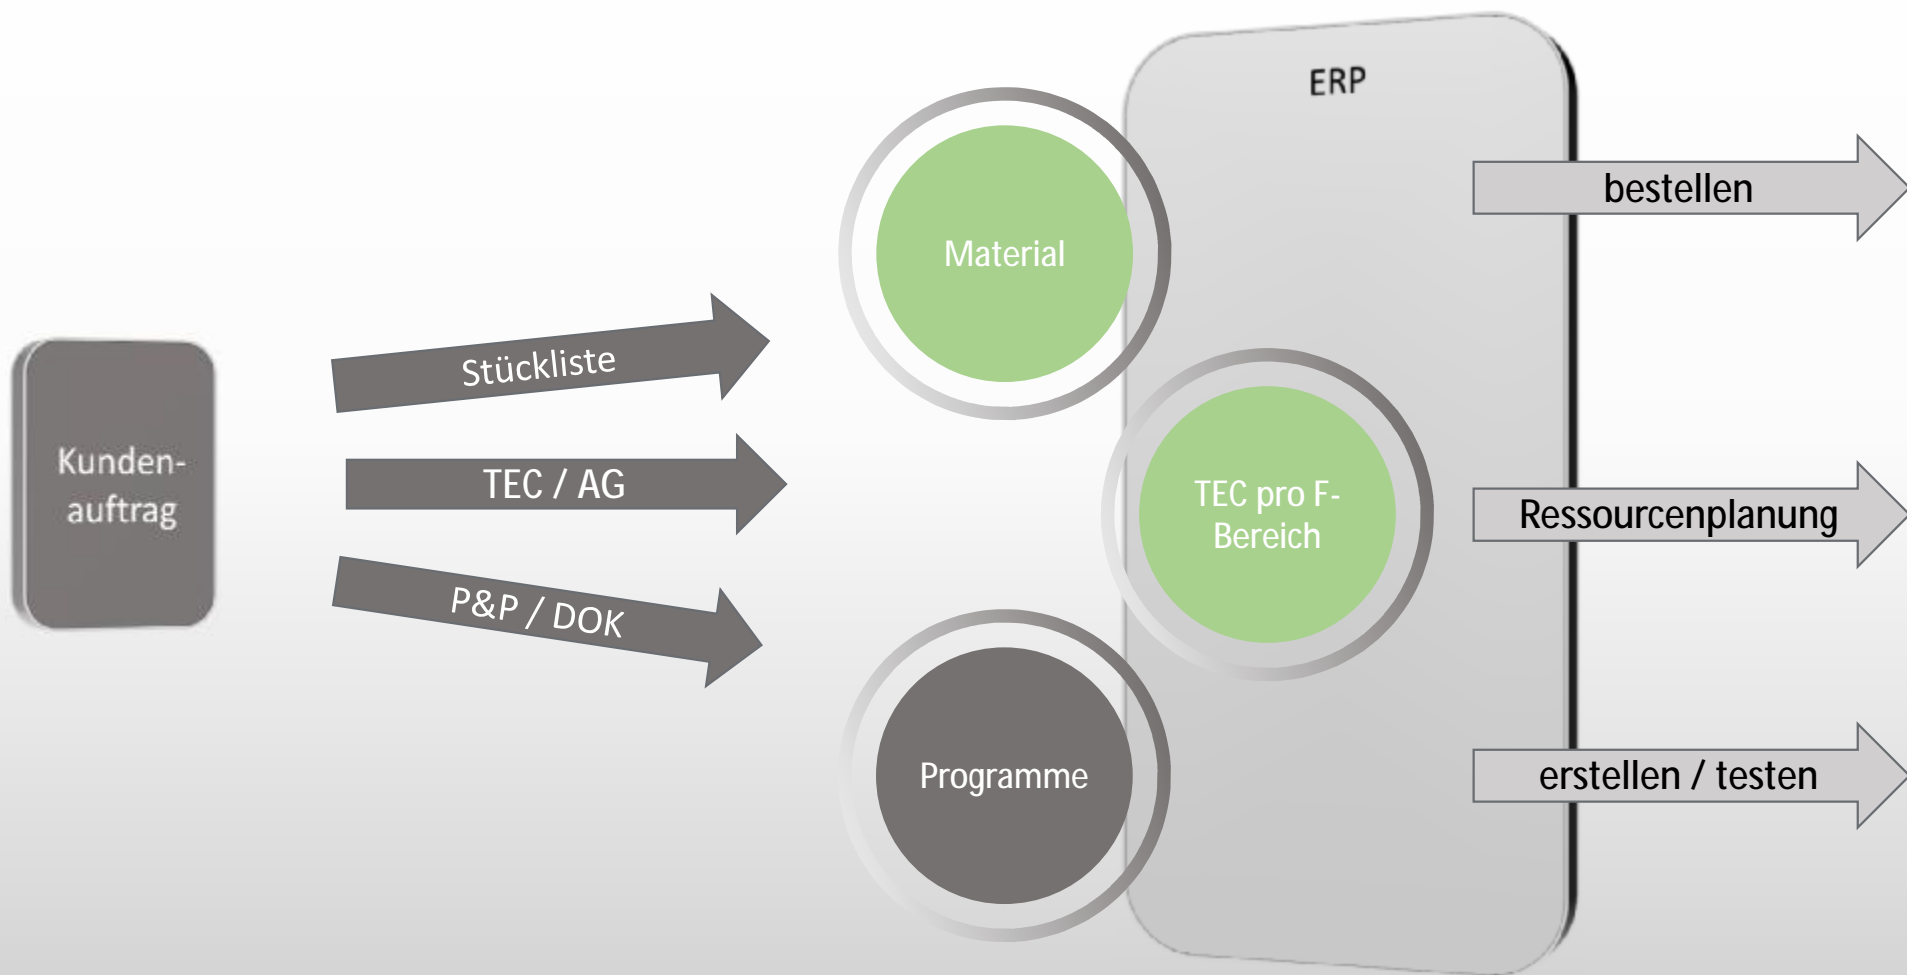 ERP
Kunden-
auftrag
Stückliste
TEC / AG
P&P / DOK
Material
TEC pro F-
Bereich
Programme
bestellen
Ressourcenplanung
erstellen / testen